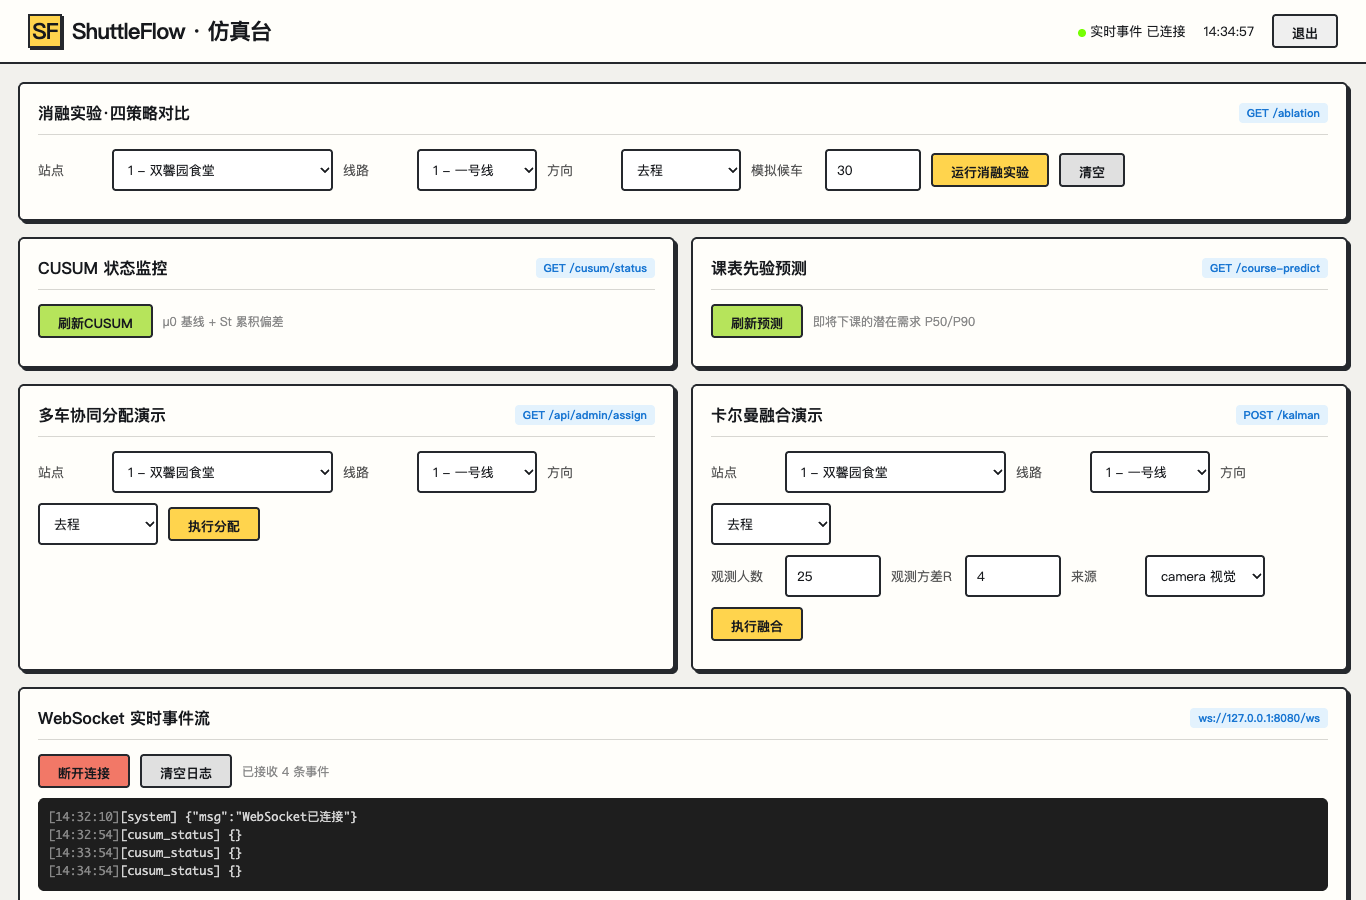 SF ShuttleFlow · 仿真台
实时事件 已连接 14:34:57 退出
消融实验·四策略对比 GET /ablation
站点 1 – 双馨园食堂 线路 1 – 一号线 方向 去程 模拟候车 30 运行消融实验 清空
CUSUM 状态监控 GET /cusum/status
刷新CUSUM μ0 基线 + St 累积偏差
课表先验预测 GET /course-predict
刷新预测 即将下课的潜在需求 P50/P90
多车协同分配演示 GET /api/admin/assign
站点 1 – 双馨园食堂 线路 1 – 一号线 方向
去程 执行分配
卡尔曼融合演示 POST /kalman
站点 1 – 双馨园食堂 线路 1 – 一号线 方向
去程
观测人数 25 观测方差R 4 来源 camera 视觉
执行融合
WebSocket 实时事件流 ws://127.0.0.1:8080/ws
断开连接 清空日志 已接收 4 条事件
[14:32:10][system] {"msg":"WebSocket已连接"}
[14:32:54][cusum_status] {}
[14:33:54][cusum_status] {}
[14:34:54][cusum_status] {}